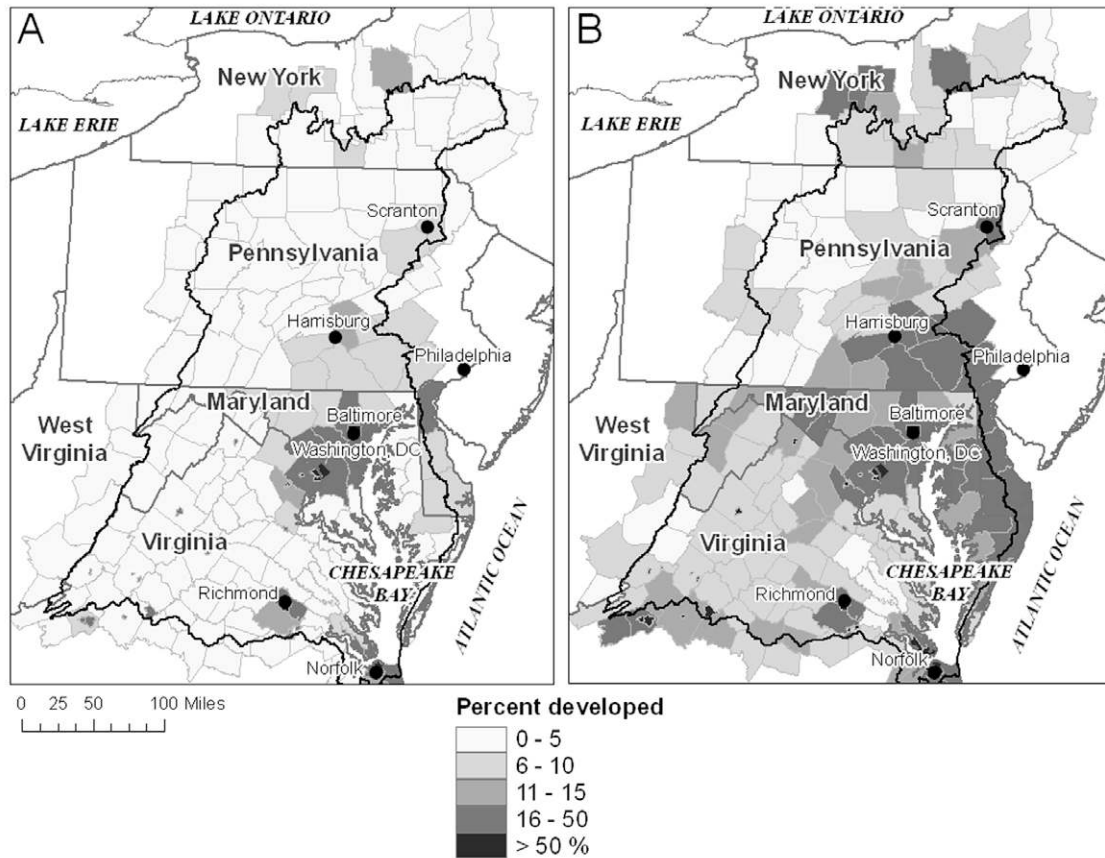 A
LAKE ONTARIO
New York
LAKE ERIE
Scranton
Pennsylvania
Harrisburg
Philadelphia
Maryland
West
Virginia
Baltimore
Washington, DC
Virginia
CHESAPEAKE
BAY
Richmond
ATLANTIC OCEAN
Norfolk
B
LAKE ONTARIO
New York
LAKE ERIE
Scranton
Pennsylvania
Harrisburg
Philadelphia
Maryland
West
Virginia
Baltimore
Washington, DC
Virginia
CHESAPEAKE
BAY
Richmond
ATLANTIC OCEAN
Norfolk
0 25 50 100 Miles
Percent developed
0 - 5
6 - 10
11 - 15
16 - 50
> 50 %